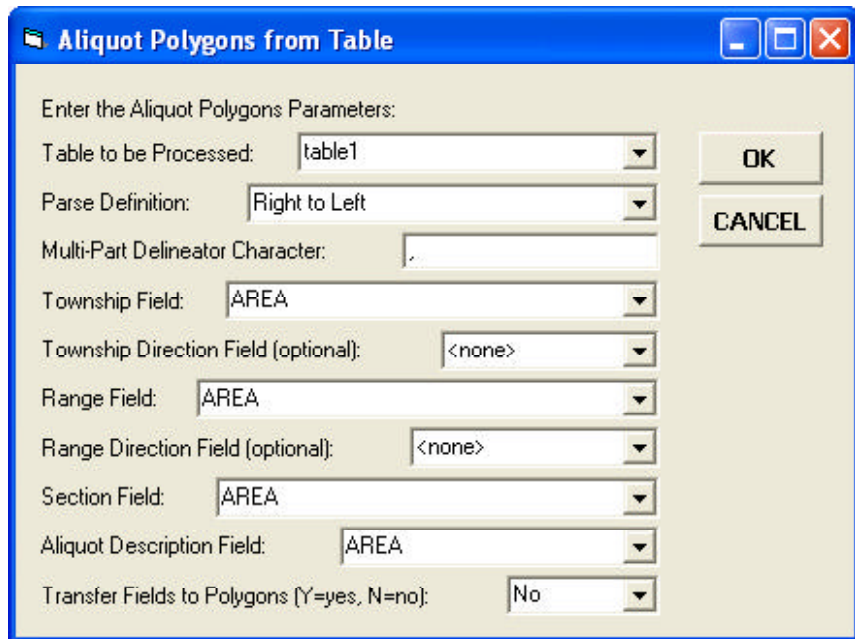 Aliquot Polygons from Table
Enter the Aliquot Polygons Parameters:
Table to be Processed: table1
OK
Parse Definition: Right to Left
CANCEL
Multi-Part Delineator Character: ,
Township Field: AREA
Township Direction Field (optional): <none>
Range Field: AREA
Range Direction Field (optional): <none>
Section Field: AREA
Aliquot Description Field: AREA
Transfer Fields to Polygons (Y=yes, N=no): No